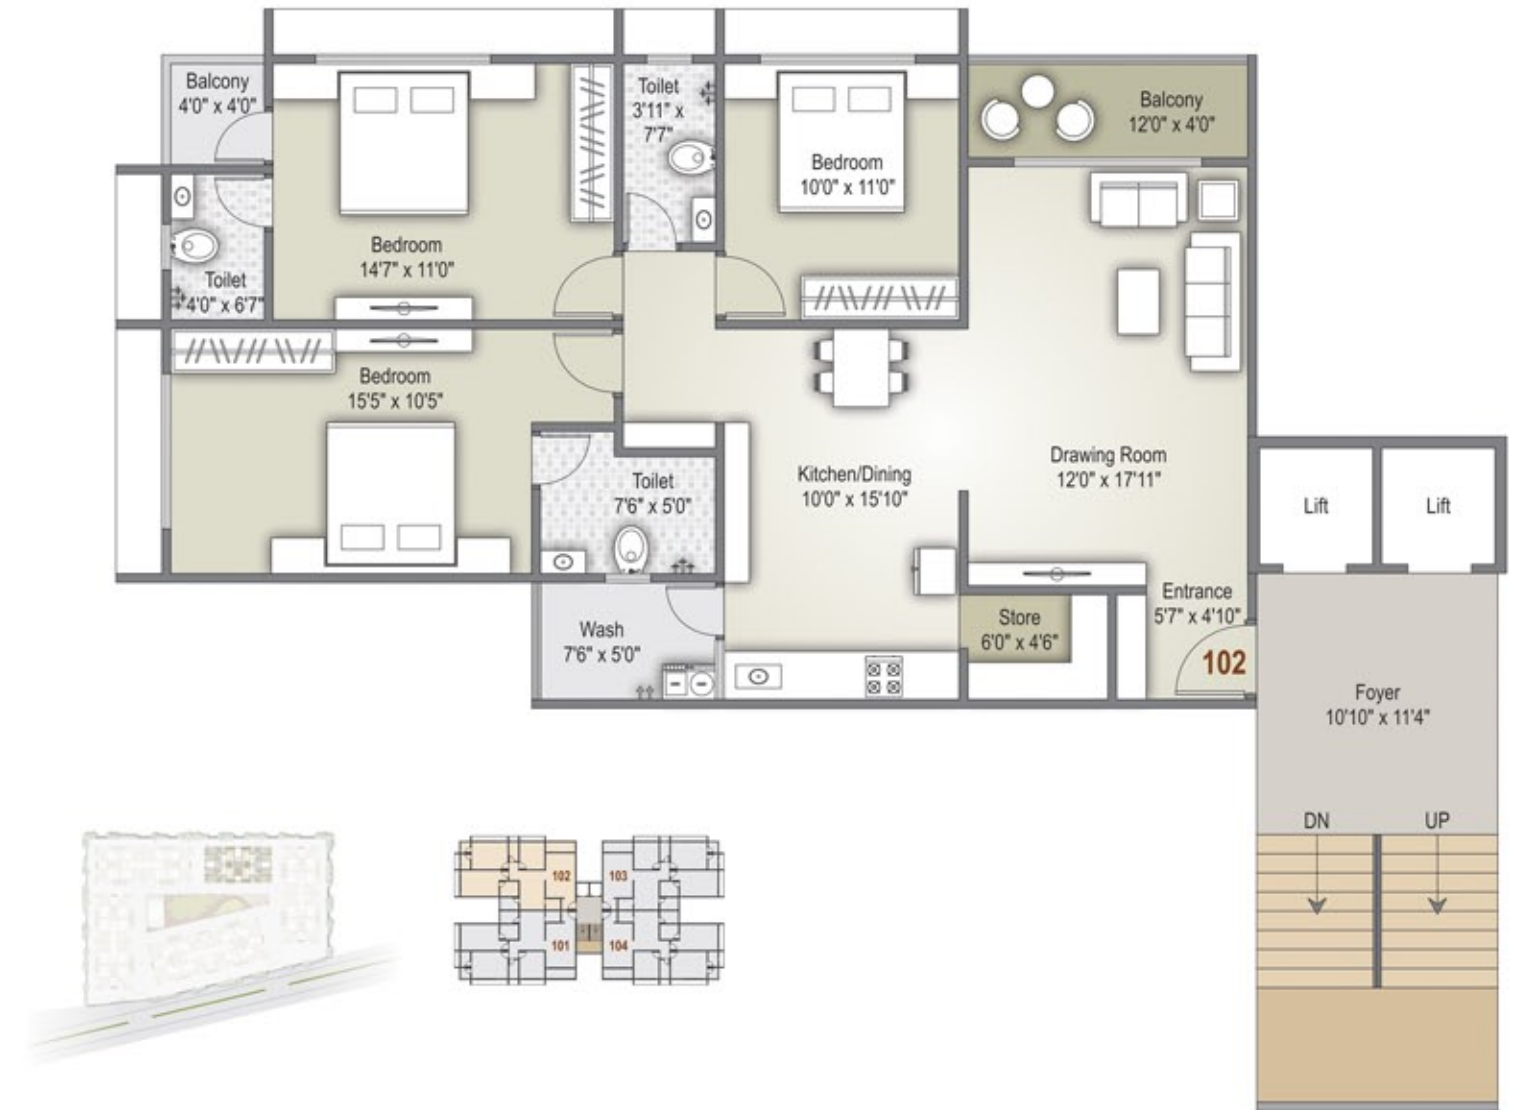 Balcony
4'0" x 4'0"
Toilet
3'11" x
7'7"
Bedroom
10'0" x 11'0"
Balcony
12'0" x 4'0"
Bedroom
14'7" x 11'0"
Toilet
4'0" x 6'7"
Bedroom
15'5" x 10'5"
Toilet
7'6" x 5'0"
Kitchen/Dining
10'0" x 15'10"
Drawing Room
12'0" x 17'11"
Lift
Lift
Wash
7'6" x 5'0"
Store
6'0" x 4'6"
Entrance
5'7" x 4'10"
102
Foyer
10'10" x 11'4"
DN
UP
102
103
101
104